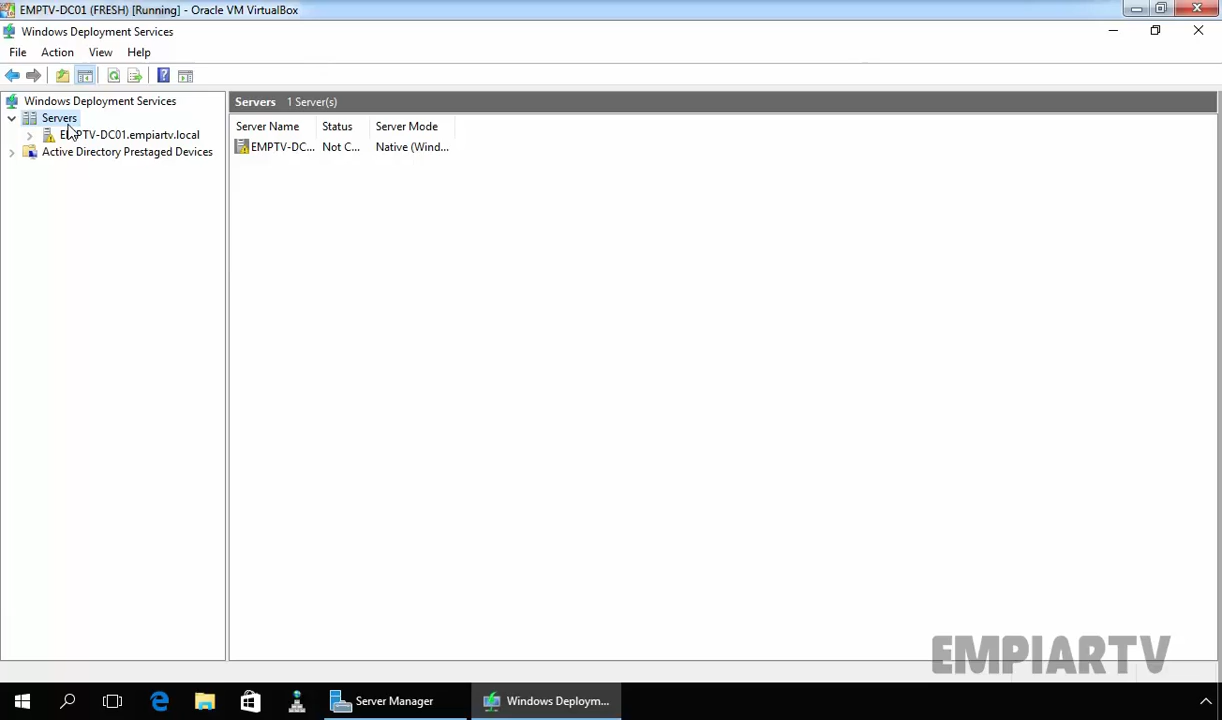 EMPTV-DC01 (FRESH) [Running] - Oracle VM VirtualBox
Windows Deployment Services
File Action View Help
Windows Deployment Services
Servers
EMPTV-DC01.empiartv.local
Active Directory Prestaged Devices
Servers 1 Server(s)
Server Name Status Server Mode
EMPTV-DC... Not C... Native (Wind...
EMPIARTV
Server Manager
Windows Deploym...